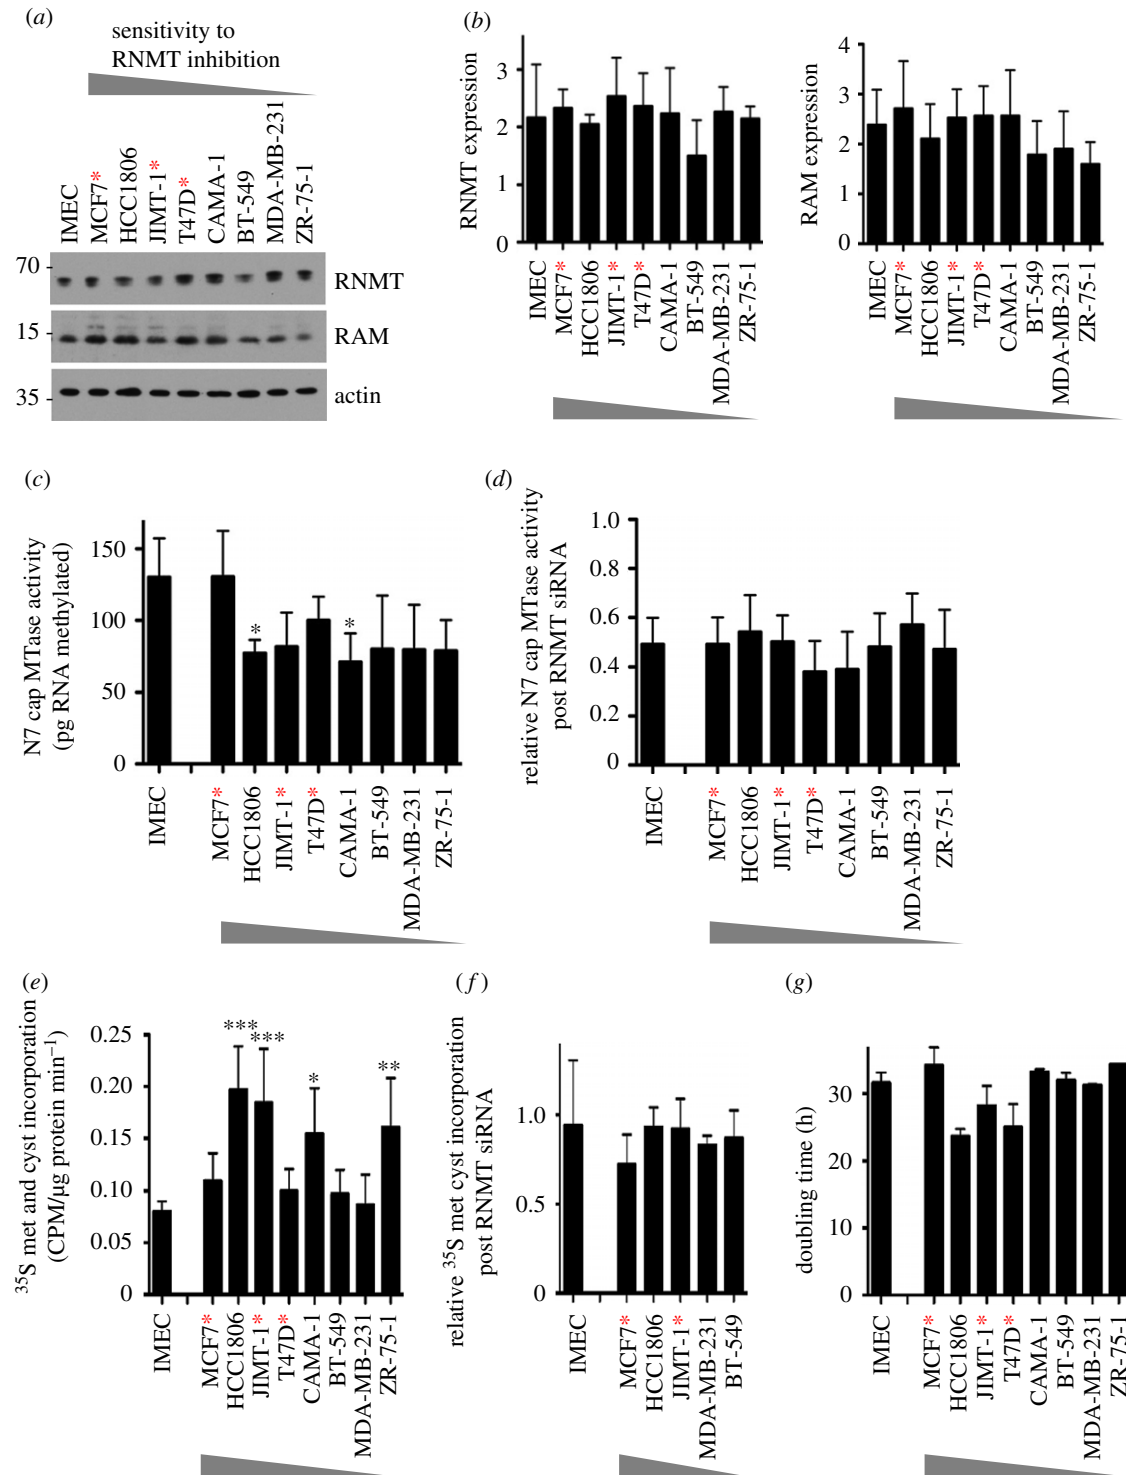 (a)
sensitivity to
RNMT inhibition
IMEC
MCF7*
HCC1806
JIMT-1*
T47D*
CAMA-1
BT-549
MDA-MB-231
ZR-75-1
70
RNMT
15
RAM
35
actin
(b)
RNMT expression
3
2
1
0
IMEC
MCF7*
HCC1806
JIMT-1*
T47D*
CAMA-1
BT-549
MDA-MB-231
ZR-75-1
RAM expression
4
3
2
1
0
IMEC
MCF7*
HCC1806
JIMT-1*
T47D*
CAMA-1
BT-549
MDA-MB-231
ZR-75-1
(c)
N7 cap MTase activity
(pg RNA methylated)
150
100
50
0
*
*
IMEC
MCF7*
HCC1806
JIMT-1*
T47D*
CAMA-1
BT-549
MDA-MB-231
ZR-75-1
(d)
relative N7 cap MTase activity
post RNMT siRNA
1.0
0.8
0.6
0.4
0.2
0
IMEC
MCF7*
HCC1806
JIMT-1*
T47D*
CAMA-1
BT-549
MDA-MB-231
ZR-75-1
(e)
³⁵S met and cyst incorporation
(CPM/µg protein min⁻¹)
0.25
0.20
0.15
0.10
0.05
0
***
***
*
**
IMEC
MCF7*
HCC1806
JIMT-1*
T47D*
CAMA-1
BT-549
MDA-MB-231
ZR-75-1
(f)
relative ³⁵S met cyst incorporation
post RNMT siRNA
1.0
0.5
0
IMEC
MCF7*
HCC1806
JIMT-1*
MDA-MB-231
BT-549
(g)
doubling time (h)
30
20
10
0
IMEC
MCF7*
HCC1806
JIMT-1*
T47D*
CAMA-1
BT-549
MDA-MB-231
ZR-75-1